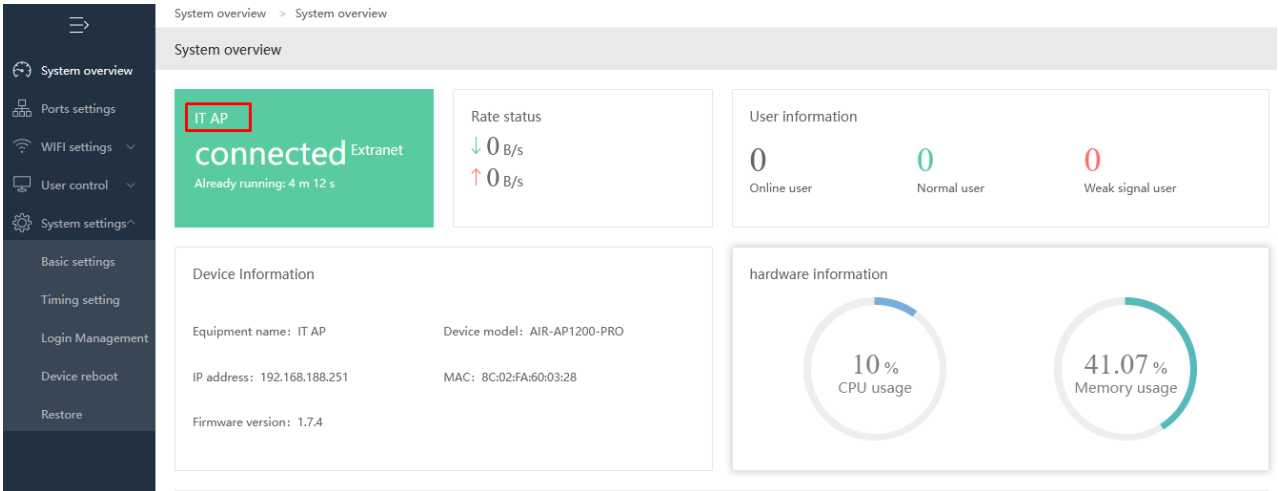 System overview > System overview
System overview
System overview
Ports settings
WIFI settings
User control
System settings
Basic settings
Timing setting
Login Management
Device reboot
Restore
IT AP
connected Extranet
Already running: 4 m 12 s
Rate status
↓ 0 B/s
↑ 0 B/s
User information
0 0 0
Online user Normal user Weak signal user
Device Information
Equipment name: IT AP Device model: AIR-AP1200-PRO
IP address: 192.168.188.251 MAC: 8C:02:FA:60:03:28
Firmware version: 1.7.4
hardware information
10 %
CPU usage
41.07 %
Memory usage